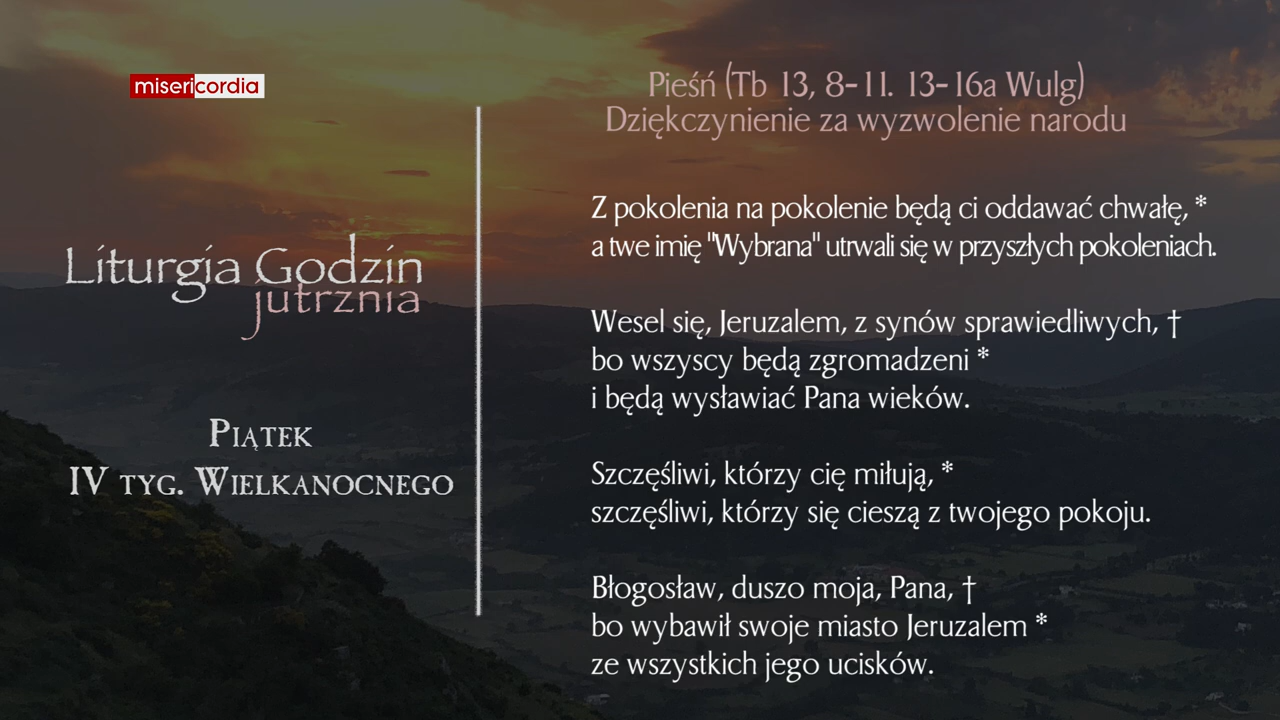 misericordia
Liturgia Godzin
jutrznia
Piątek
IV tyg. Wielkanocnego
Pieśń (Tb 13, 8-11. 13-16a Wulg)
Dziękczynienie za wyzwolenie narodu
Z pokolenia na pokolenie będą ci oddawać chwałę, *
a twe imię "Wybrana" utrwali się w przyszłych pokoleniach.
Wesel się, Jeruzalem, z synów sprawiedliwych, †
bo wszyscy będą zgromadzeni *
i będą wysławiać Pana wieków.
Szczęśliwi, którzy cię miłują, *
szczęśliwi, którzy się cieszą z twojego pokoju.
Błogosław, duszo moja, Pana, †
bo wybawił swoje miasto Jeruzalem *
ze wszystkich jego ucisków.